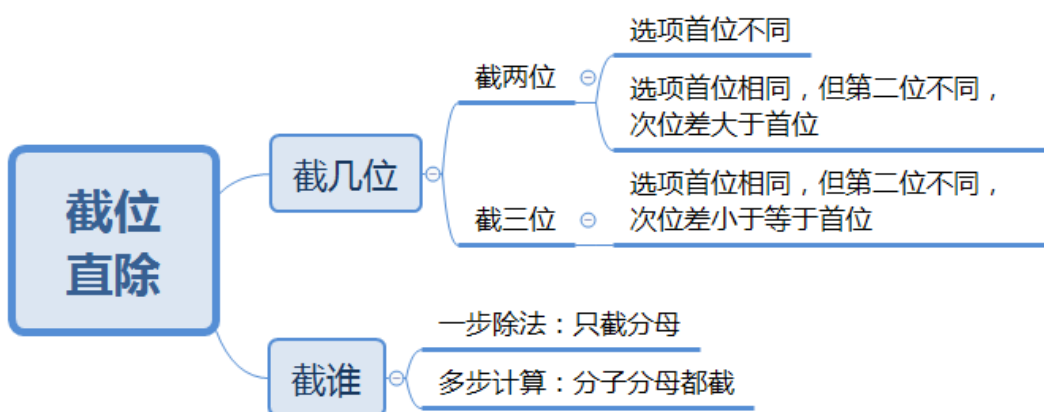 截位
直除
截几位
截两位
选项首位不同
选项首位相同，但第二位不同，
次位差大于首位
截三位
选项首位相同，但第二位不同，
次位差小于等于首位
截谁
一步除法：只截分母
多步计算：分子分母都截